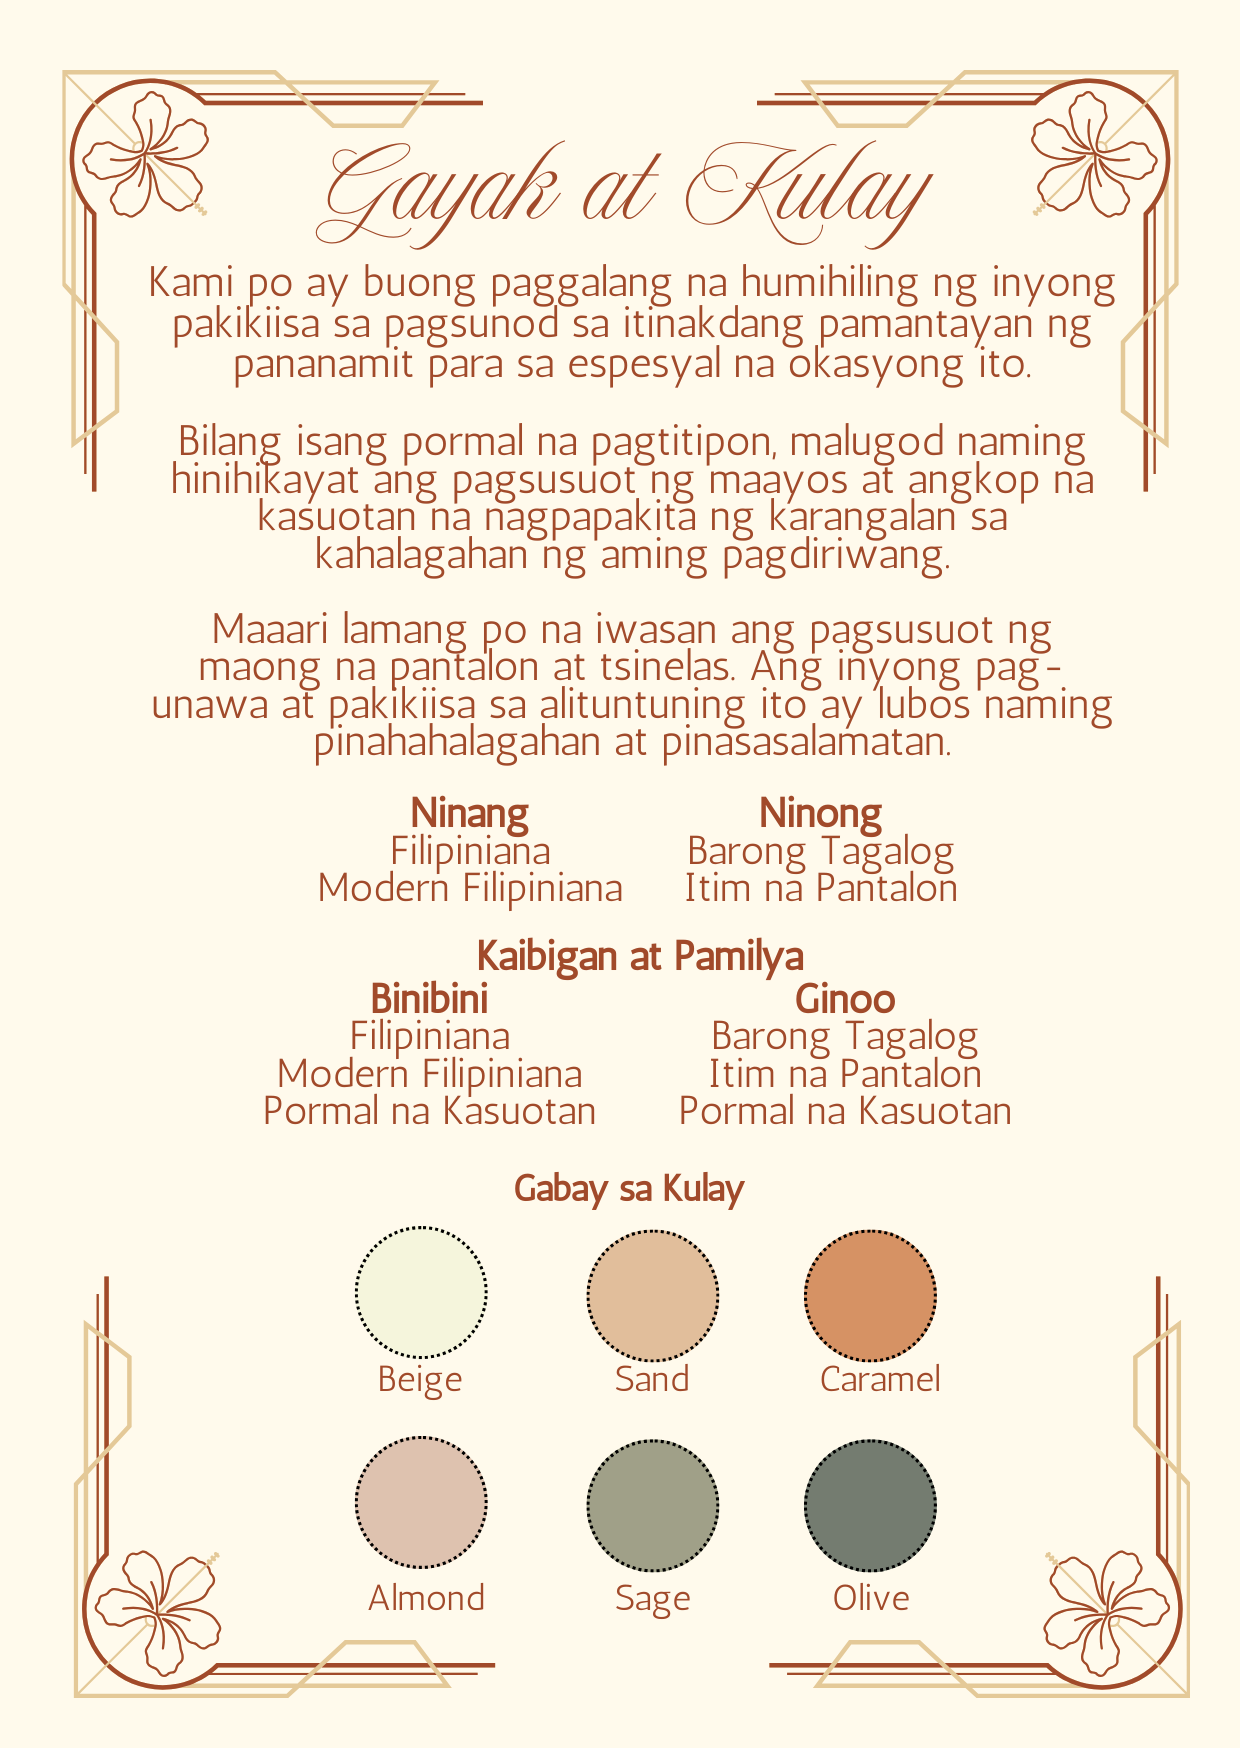 Gayak at Kulay
Kami po ay buong paggalang na humihiling ng inyong
pakikiisa sa pagsunod sa itinakdang pamantayan ng
pananamit para sa espesyal na okasyong ito.
Bilang isang pormal na pagtitipon, malugod naming
hinihikayat ang pagsusuot ng maayos at angkop na
kasuotan na nagpapakita ng karangalan sa
kahalagahan ng aming pagdiriwang.
Maaari lamang po na iwasan ang pagsusuot ng
maong na pantalon at tsinelas. Ang inyong pag-
unawa at pakikiisa sa alituntuning ito ay lubos naming
pinahahalagahan at pinasasalamatan.
Ninang
Filipiniana
Modern Filipiniana
Ninong
Barong Tagalog
Itim na Pantalon
Kaibigan at Pamilya
Binibini
Filipiniana
Modern Filipiniana
Pormal na Kasuotan
Ginoo
Barong Tagalog
Itim na Pantalon
Pormal na Kasuotan
Gabay sa Kulay
Beige
Sand
Caramel
Almond
Sage
Olive